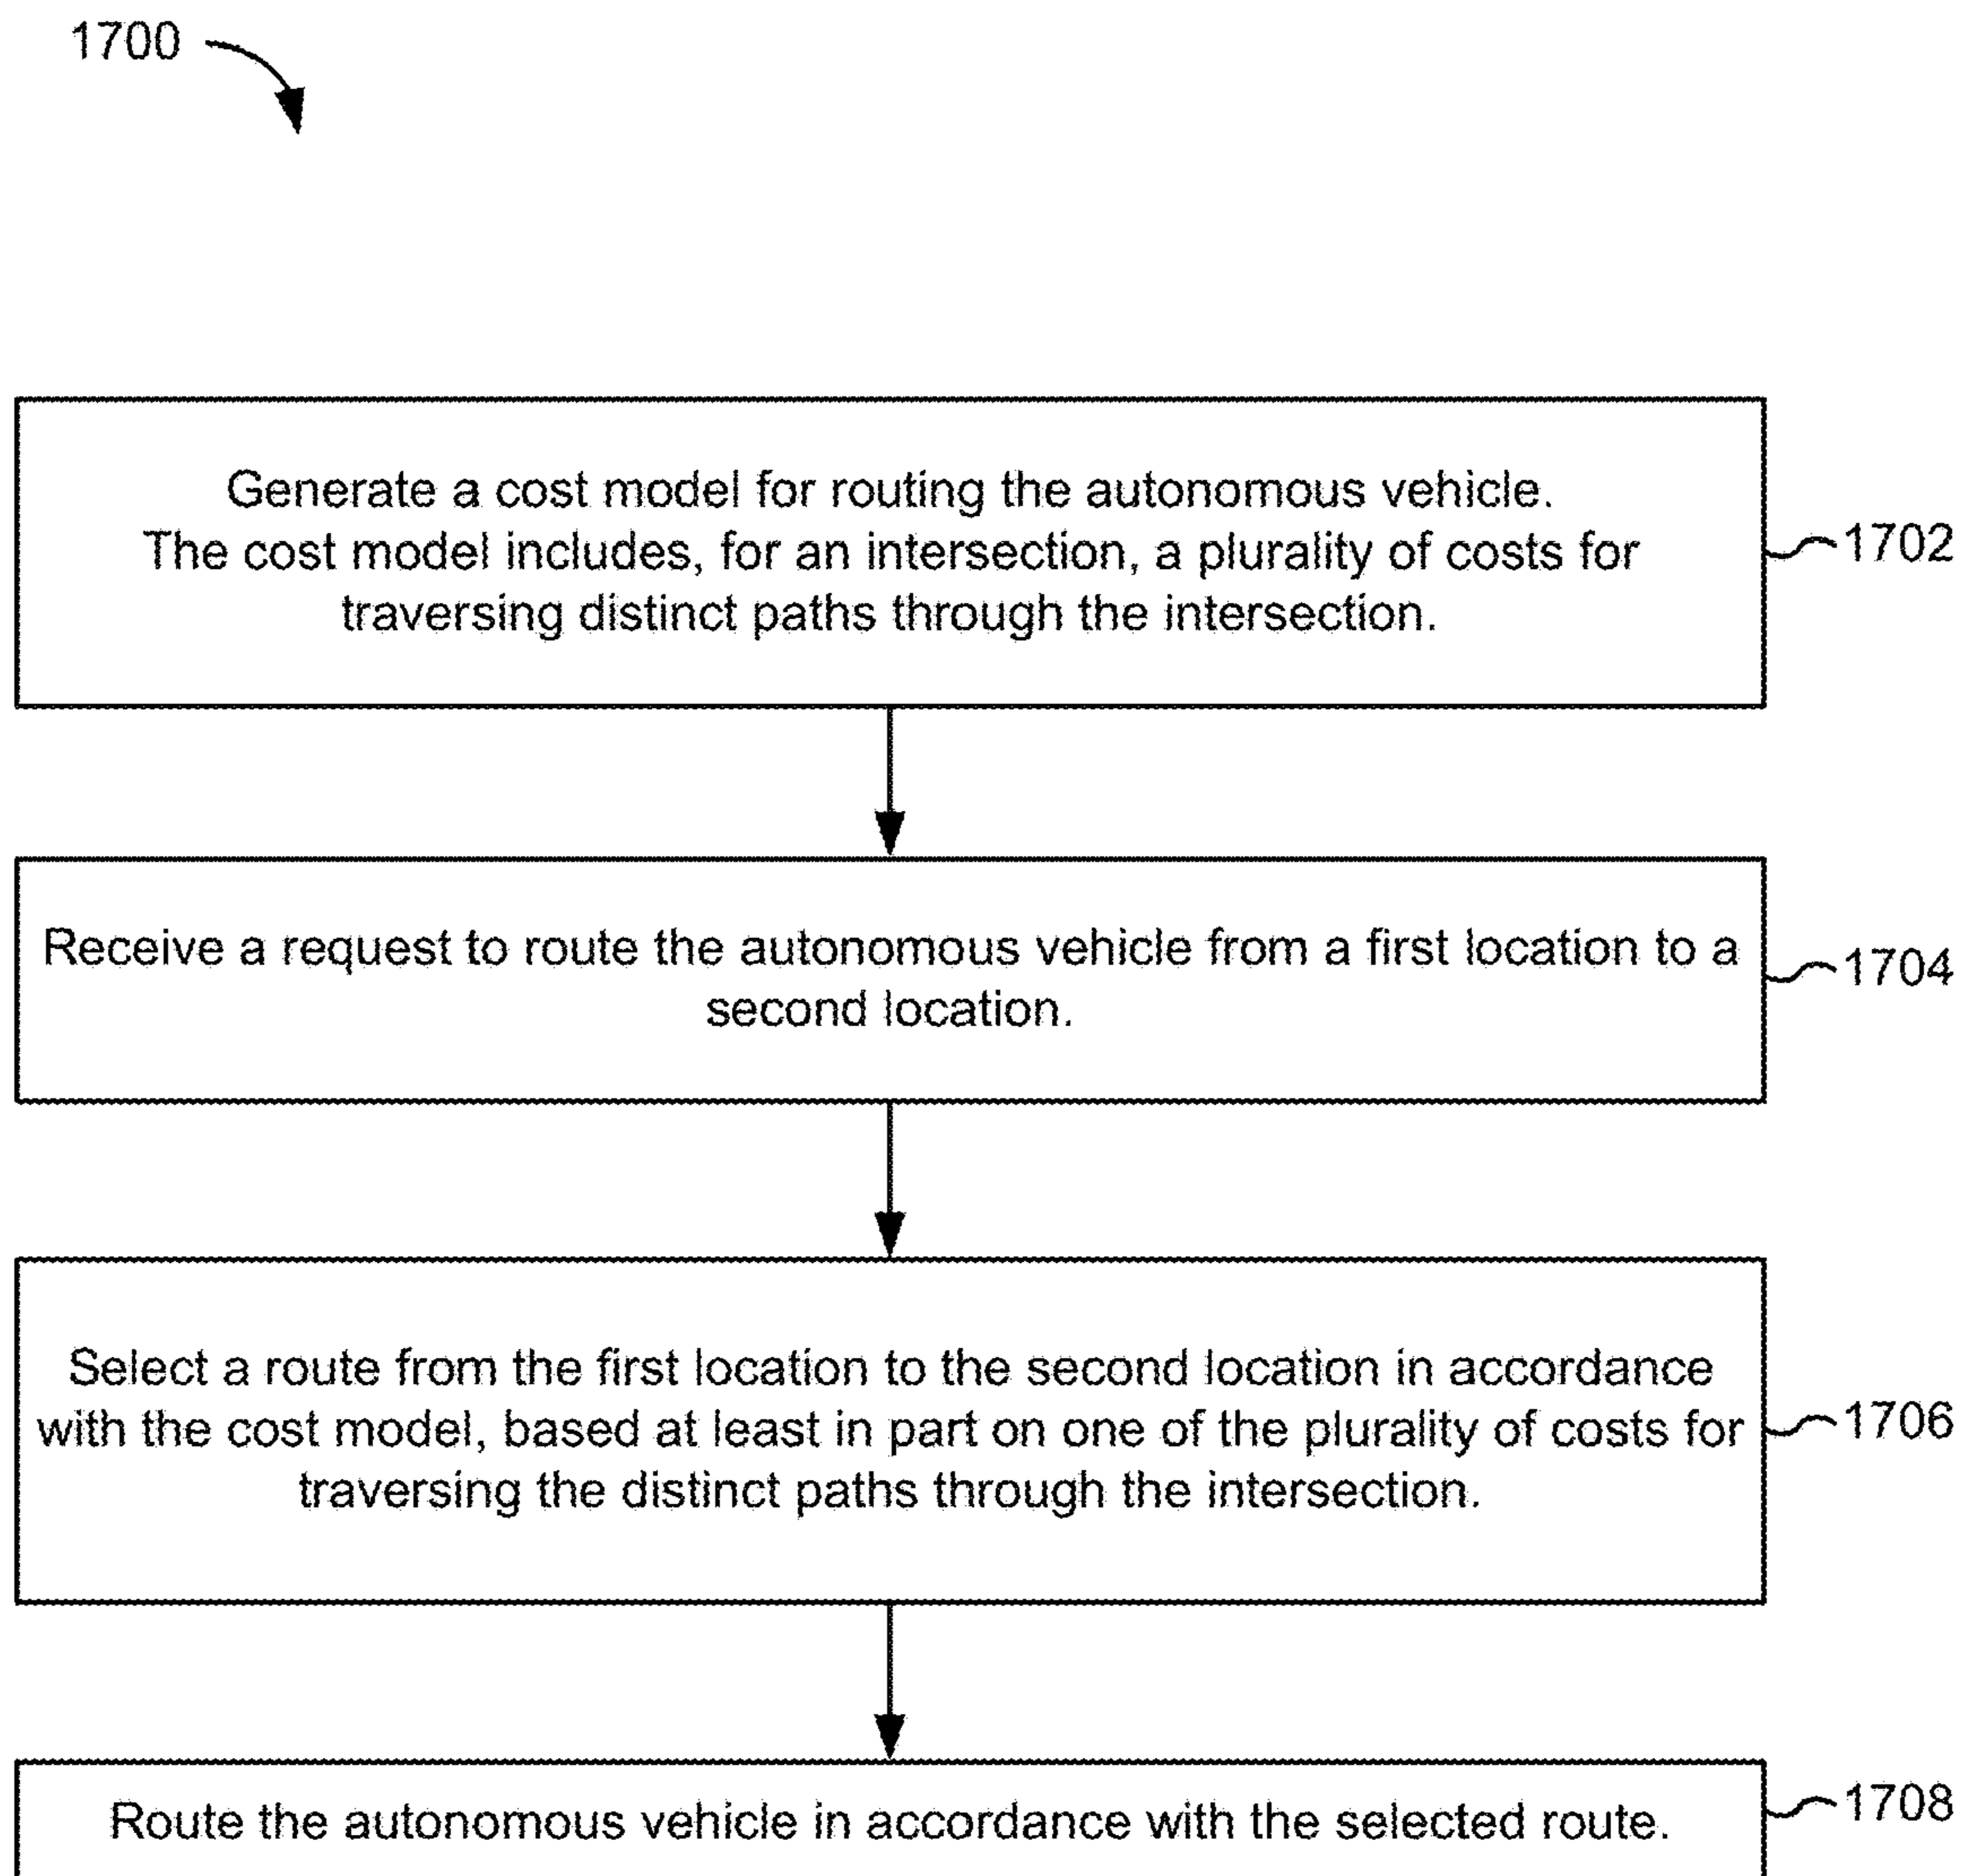 1700
Generate a cost model for routing the autonomous vehicle.
The cost model includes, for an intersection, a plurality of costs for
traversing distinct paths through the intersection.
1702
Receive a request to route the autonomous vehicle from a first location to a
second location.
1704
Select a route from the first location to the second location in accordance
with the cost model, based at least in part on one of the plurality of costs for
traversing the distinct paths through the intersection.
1706
Route the autonomous vehicle in accordance with the selected route.
1708